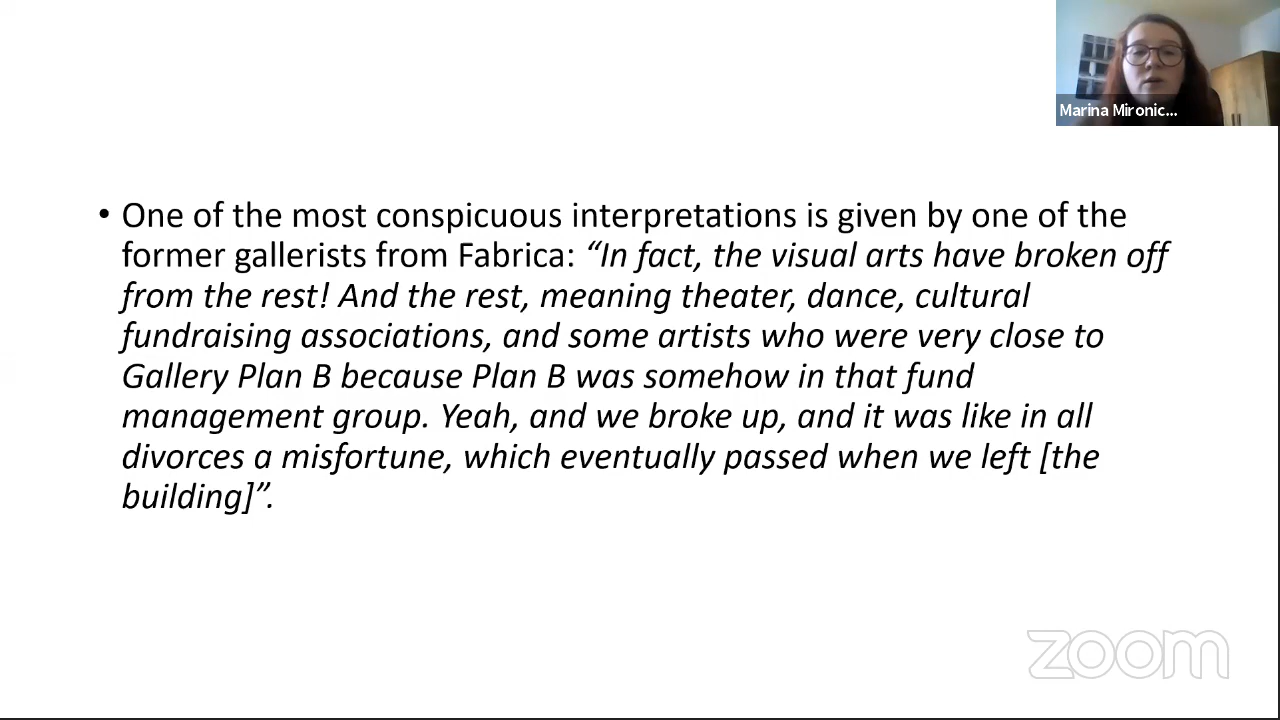 Marina Mironic...
• One of the most conspicuous interpretations is given by one of the
former gallerists from Fabrica: “In fact, the visual arts have broken off
from the rest! And the rest, meaning theater, dance, cultural
fundraising associations, and some artists who were very close to
Gallery Plan B because Plan B was somehow in that fund
management group. Yeah, and we broke up, and it was like in all
divorces a misfortune, which eventually passed when we left [the
building]”.
zoom